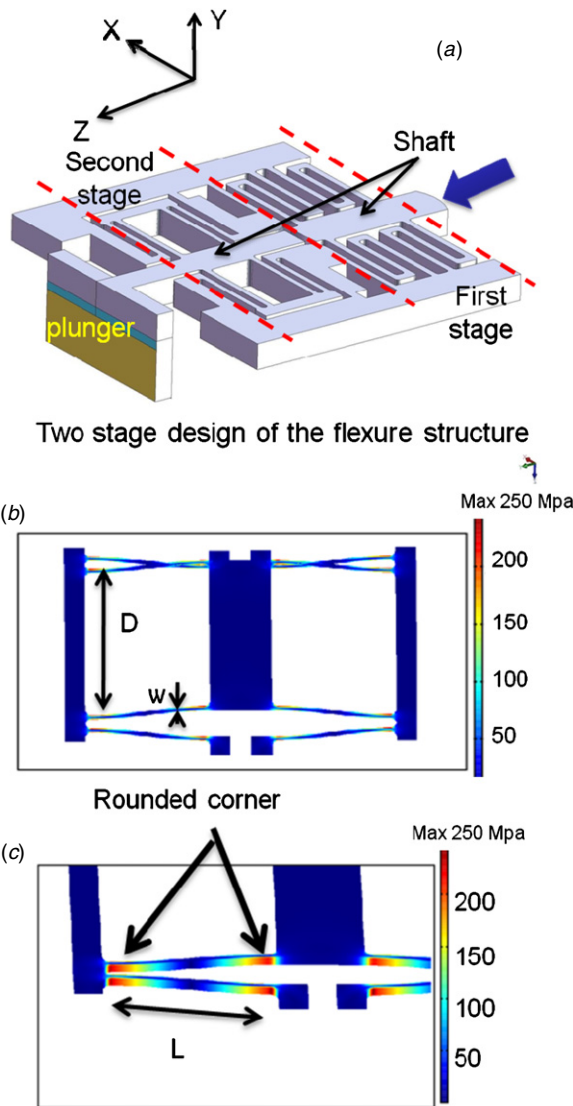 Y
X
(a)
Z
Second
stage
Shaft
First
stage
plunger
Two stage design of the flexure structure
(b)
Max 250 Mpa
D
w
200
150
100
50
Rounded corner
(c)
Max 250 Mpa
L
200
150
100
50